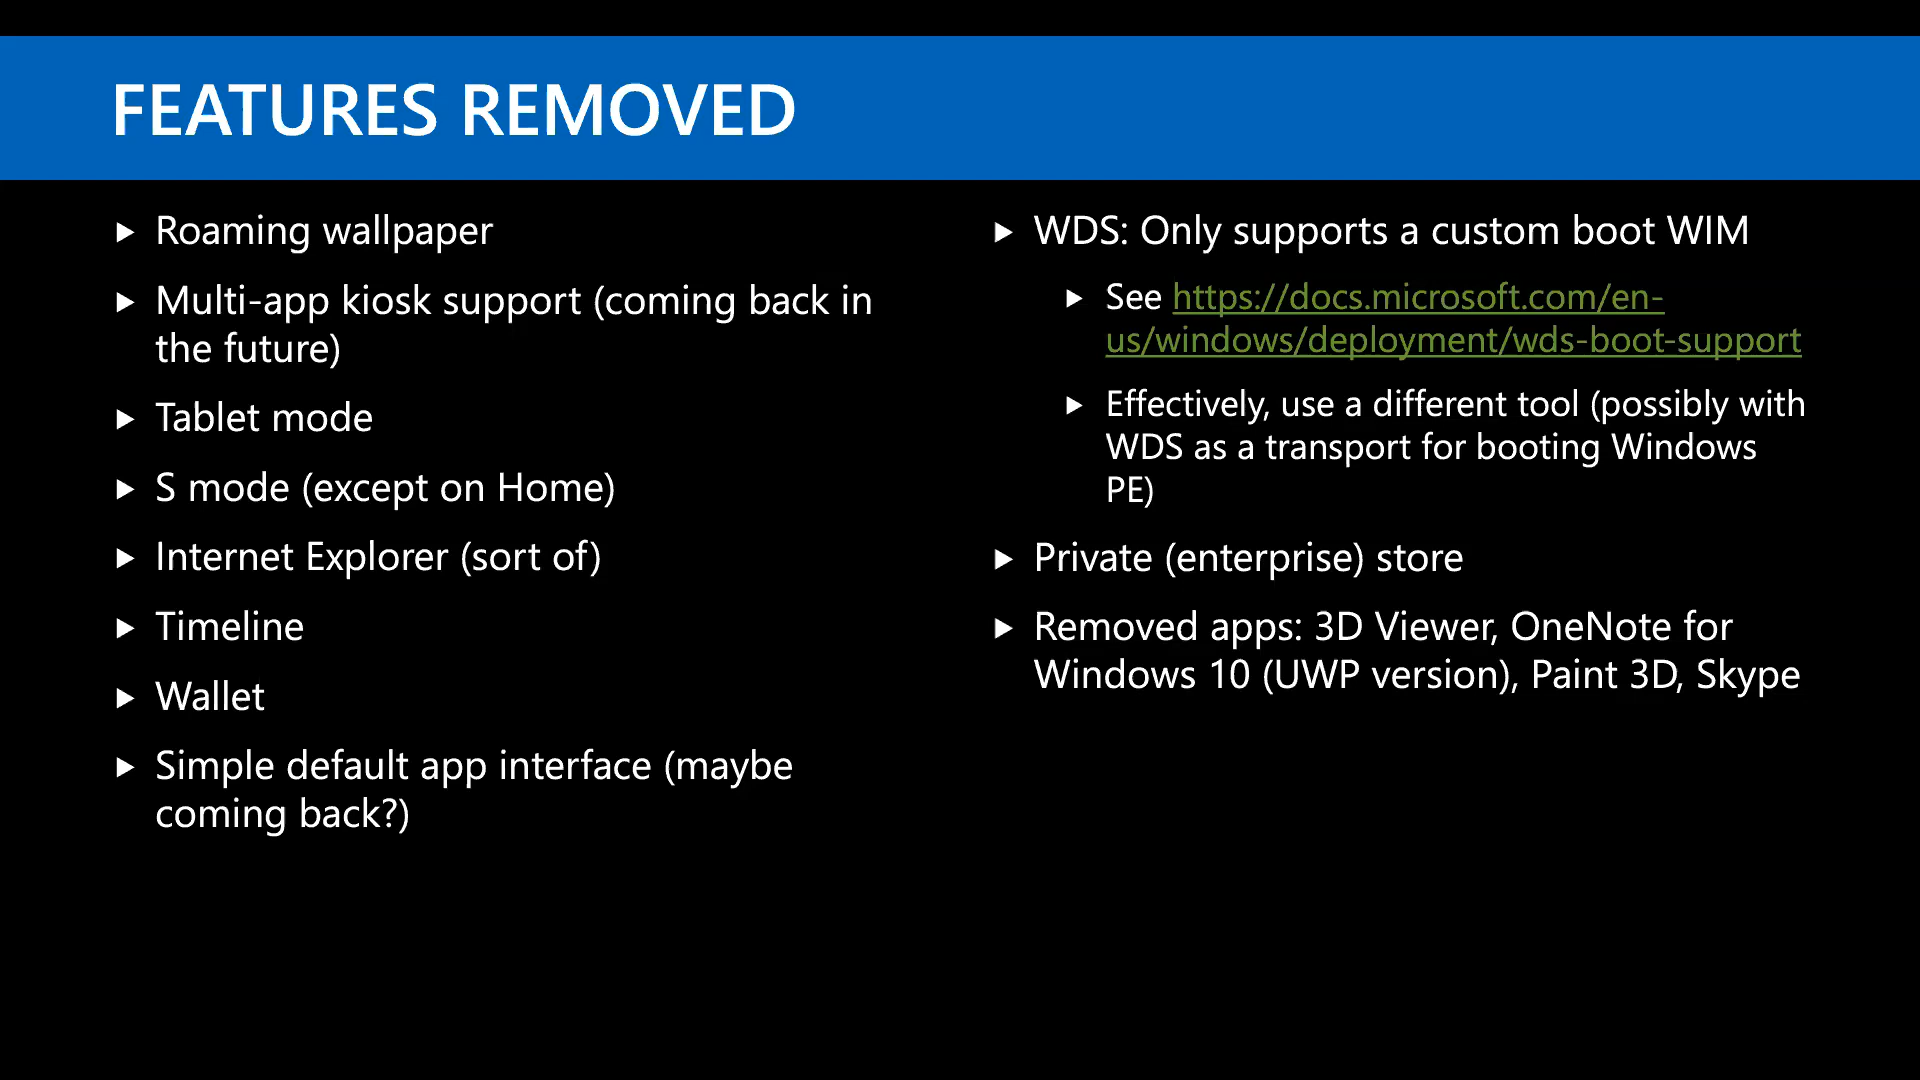 FEATURES REMOVED
Roaming wallpaper
Multi-app kiosk support (coming back in
the future)
Tablet mode
S mode (except on Home)
Internet Explorer (sort of)
Timeline
Wallet
Simple default app interface (maybe
coming back?)
WDS: Only supports a custom boot WIM
See https://docs.microsoft.com/en-
us/windows/deployment/wds-boot-support
Effectively, use a different tool (possibly with
WDS as a transport for booting Windows
PE)
Private (enterprise) store
Removed apps: 3D Viewer, OneNote for
Windows 10 (UWP version), Paint 3D, Skype